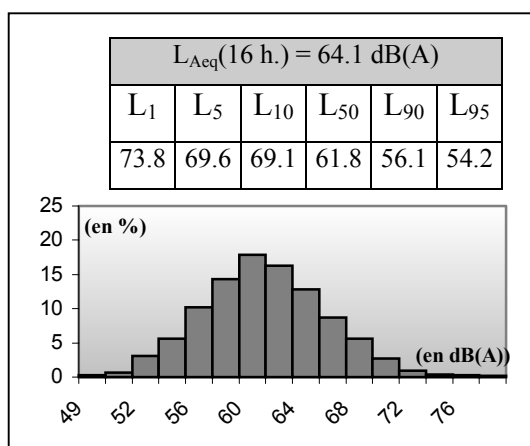 L_Aeq(16 h.) = 64.1 dB(A)
L₁ L₅ L₁₀ L₅₀ L₉₀ L₉₅
73.8 69.6 69.1 61.8 56.1 54.2
25
(en %)
20
15
10
5
(en dB(A))
0
49 52 56 60 64 68 72 76